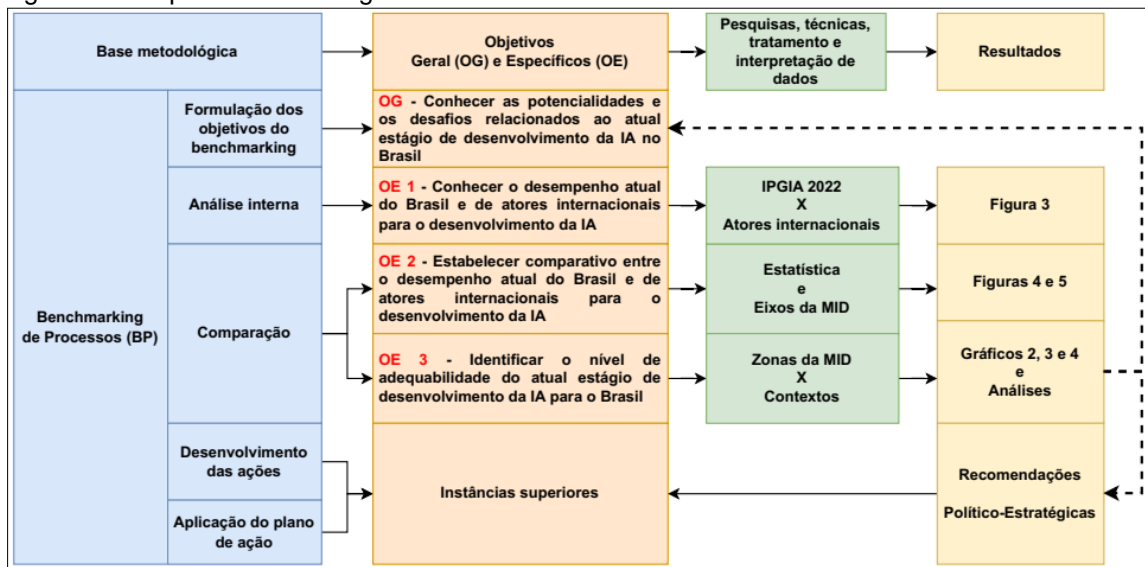 Base metodológica
Objetivos
Geral (OG) e Específicos (OE)
Pesquisas, técnicas,
tratamento e
interpretação de
dados
Resultados
Benchmarking
de Processos (BP)
Formulação dos
objetivos do
benchmarking
OG - Conhecer as potencialidades e
os desafios relacionados ao atual
estágio de desenvolvimento da IA no
Brasil
Análise interna
OE 1 - Conhecer o desempenho atual
do Brasil e de atores internacionais
para o desenvolvimento da IA
IPGIA 2022
X
Atores internacionais
Figura 3
Comparação
OE 2 - Estabelecer comparativo entre
o desempenho atual do Brasil e de
atores internacionais para o
desenvolvimento da IA
Estatística
e
Eixos da MID
Figuras 4 e 5
OE 3 - Identificar o nível de
adequabilidade do atual estágio de
desenvolvimento da IA para o Brasil
Zonas da MID
X
Contextos
Gráficos 2, 3 e 4
e
Análises
Desenvolvimento
das ações
Aplicação do plano
de ação
Instâncias superiores
Recomendações
Político-Estratégicas